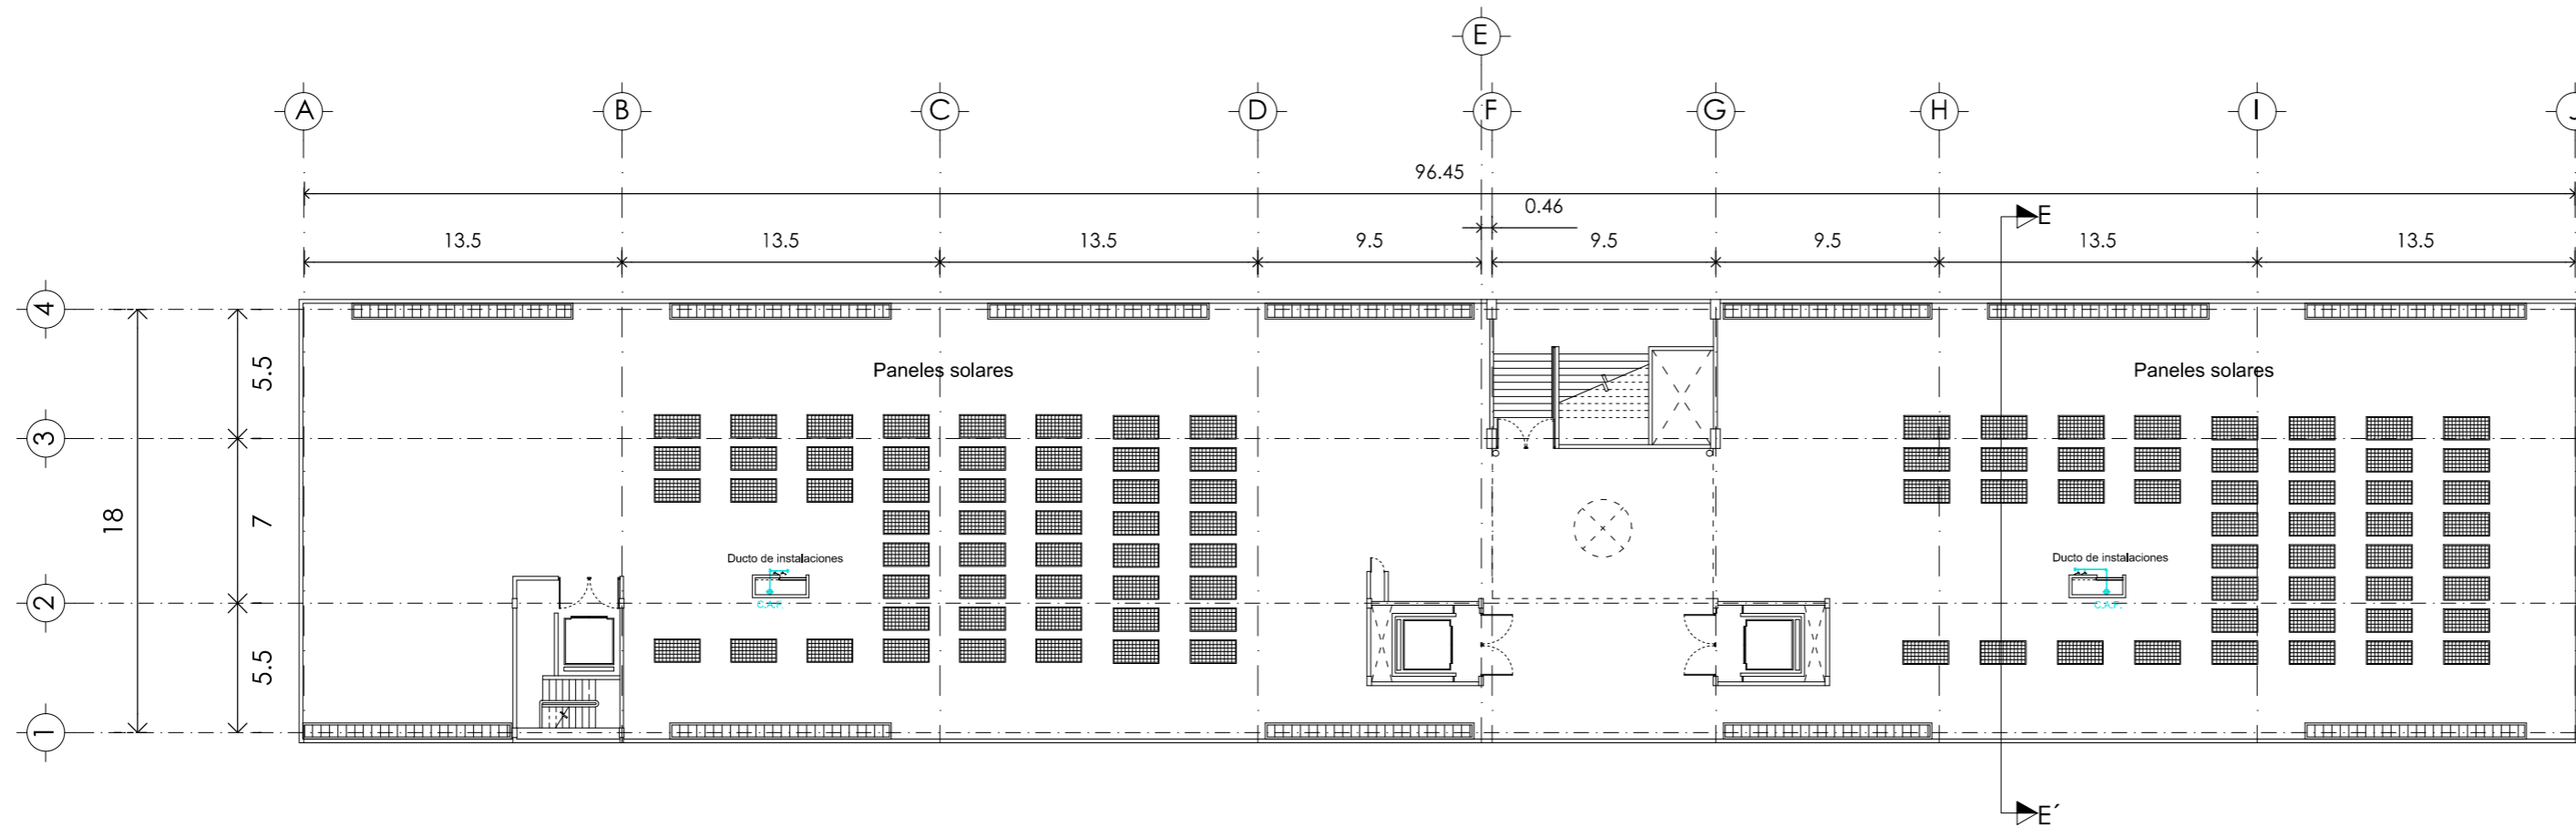 E
A
B
C
D
F
G
H
I
J
96.45
0.46
E
13.5
13.5
13.5
9.5
9.5
9.5
13.5
13.5
4
5.5
Paneles solares
Paneles solares
3
18
7
Ducto de instalaciones
Ducto de instalaciones
2
C.A.F.
C.A.F.
5.5
1
E´